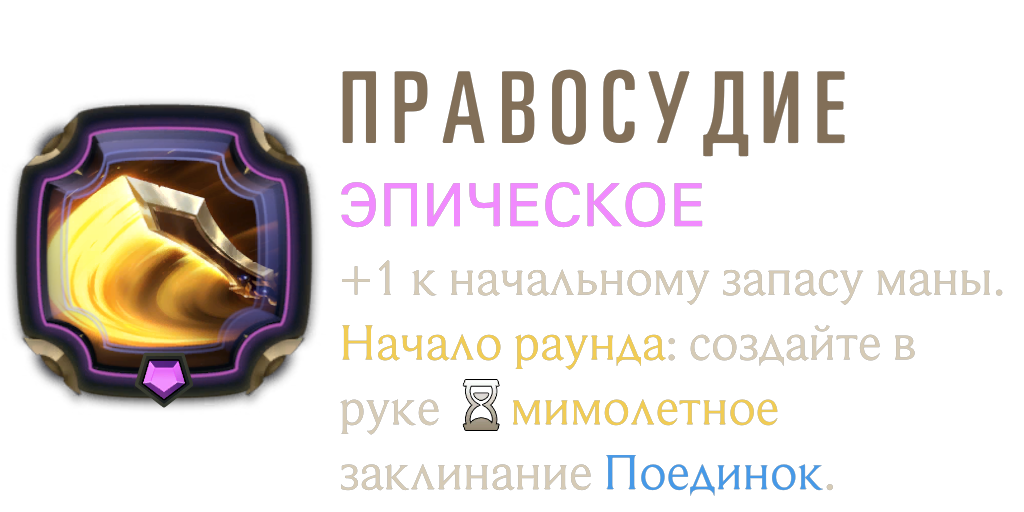 ПРАВОСУДИЕ
ЭПИЧЕСКОЕ
+1 к начальному запасу маны.
Начало раунда: создайте в
руке мимолетное
заклинание Поединок.